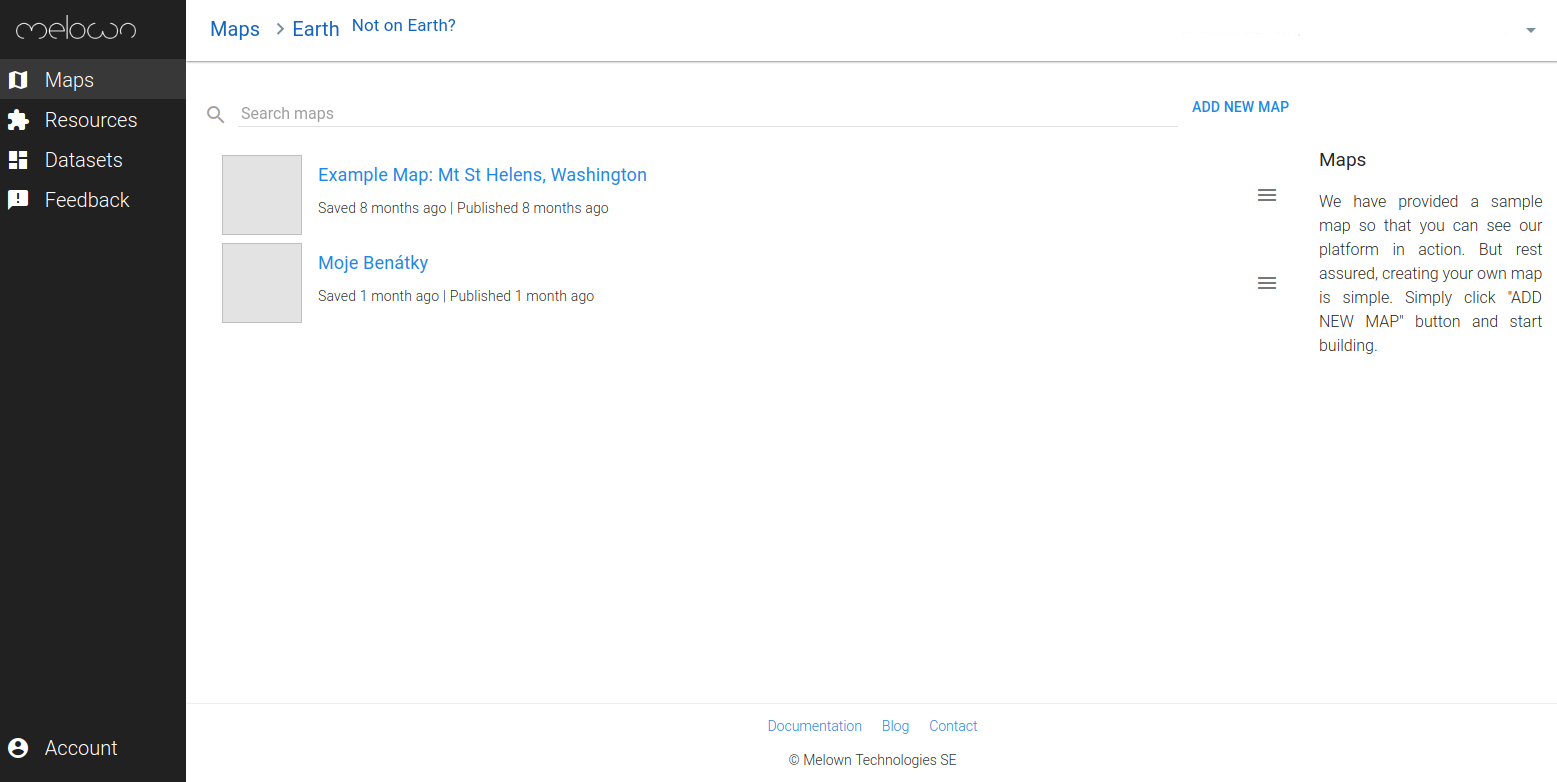 melown
Maps
Resources
Datasets
Feedback
Account
Maps Earth Not on Earth?
Search maps
ADD NEW MAP
Example Map: Mt St Helens, Washington
Saved 8 months ago | Published 8 months ago
Moje Benátky
Saved 1 month ago | Published 1 month ago
Maps
We have provided a sample
map so that you can see our
platform in action. But rest
assured, creating your own map
is simple. Simply click "ADD
NEW MAP" button and start
building.
Documentation Blog Contact
© Melown Technologies SE